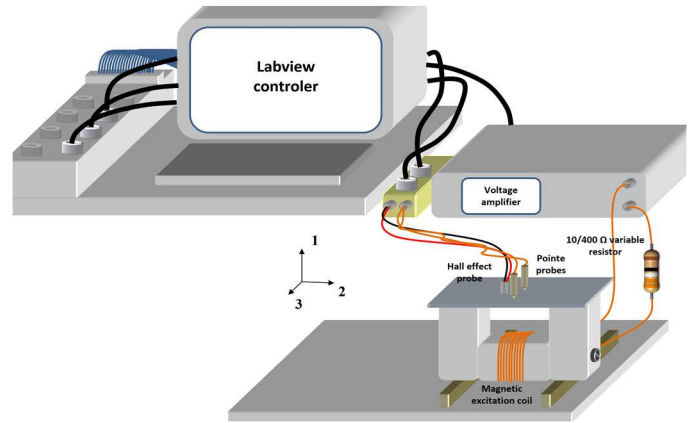 Labview
controler
Voltage
amplifier
10/400 Ω variable
resistor
Pointe
probes
Hall effect
probe
1
2
3
Magnetic
excitation coil